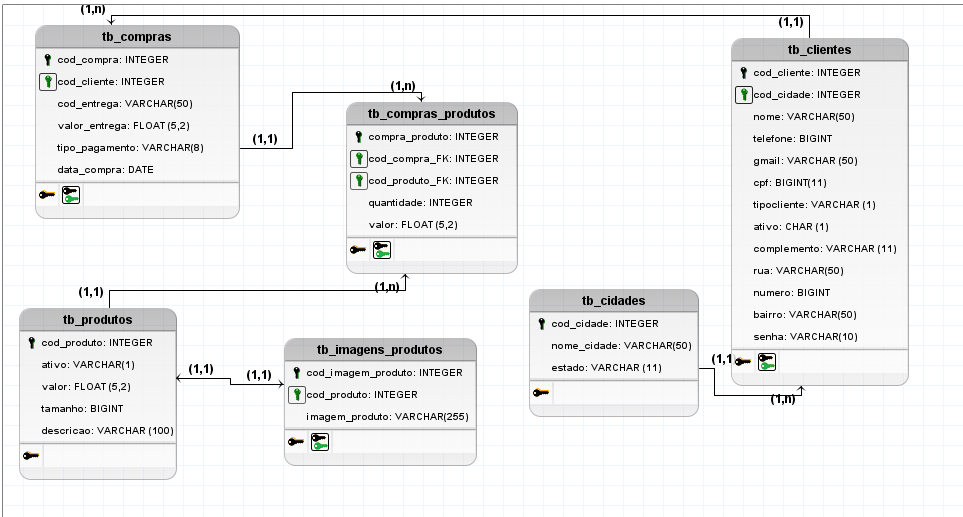 (1,n)
(1,1)
tb_compras
cod_compra: INTEGER
cod_cliente: INTEGER
cod_entrega: VARCHAR(50)
valor_entrega: FLOAT (5,2)
tipo_pagamento: VARCHAR(8)
data_compra: DATE
(1,1)
(1,n)
tb_compras_produtos
compra_produto: INTEGER
cod_compra_FK: INTEGER
cod_produto_FK: INTEGER
quantidade: INTEGER
valor: FLOAT (5,2)
(1,n)
tb_clientes
cod_cliente: INTEGER
cod_cidade: INTEGER
nome: VARCHAR(50)
telefone: BIGINT
gmail: VARCHAR (50)
cpf: BIGINT(11)
tipocliente: VARCHAR (1)
ativo: CHAR (1)
complemento: VARCHAR (11)
rua: VARCHAR(50)
numero: BIGINT
bairro: VARCHAR(50)
senha: VARCHAR(10)
(1,1)
tb_produtos
cod_produto: INTEGER
ativo: VARCHAR(1)
valor: FLOAT (5,2)
tamanho: BIGINT
descricao: VARCHAR (100)
(1,1)
(1,1)
tb_imagens_produtos
cod_imagem_produto: INTEGER
cod_produto: INTEGER
imagem_produto: VARCHAR(255)
tb_cidades
cod_cidade: INTEGER
nome_cidade: VARCHAR(50)
estado: VARCHAR (11)
(1,1
(1,n)